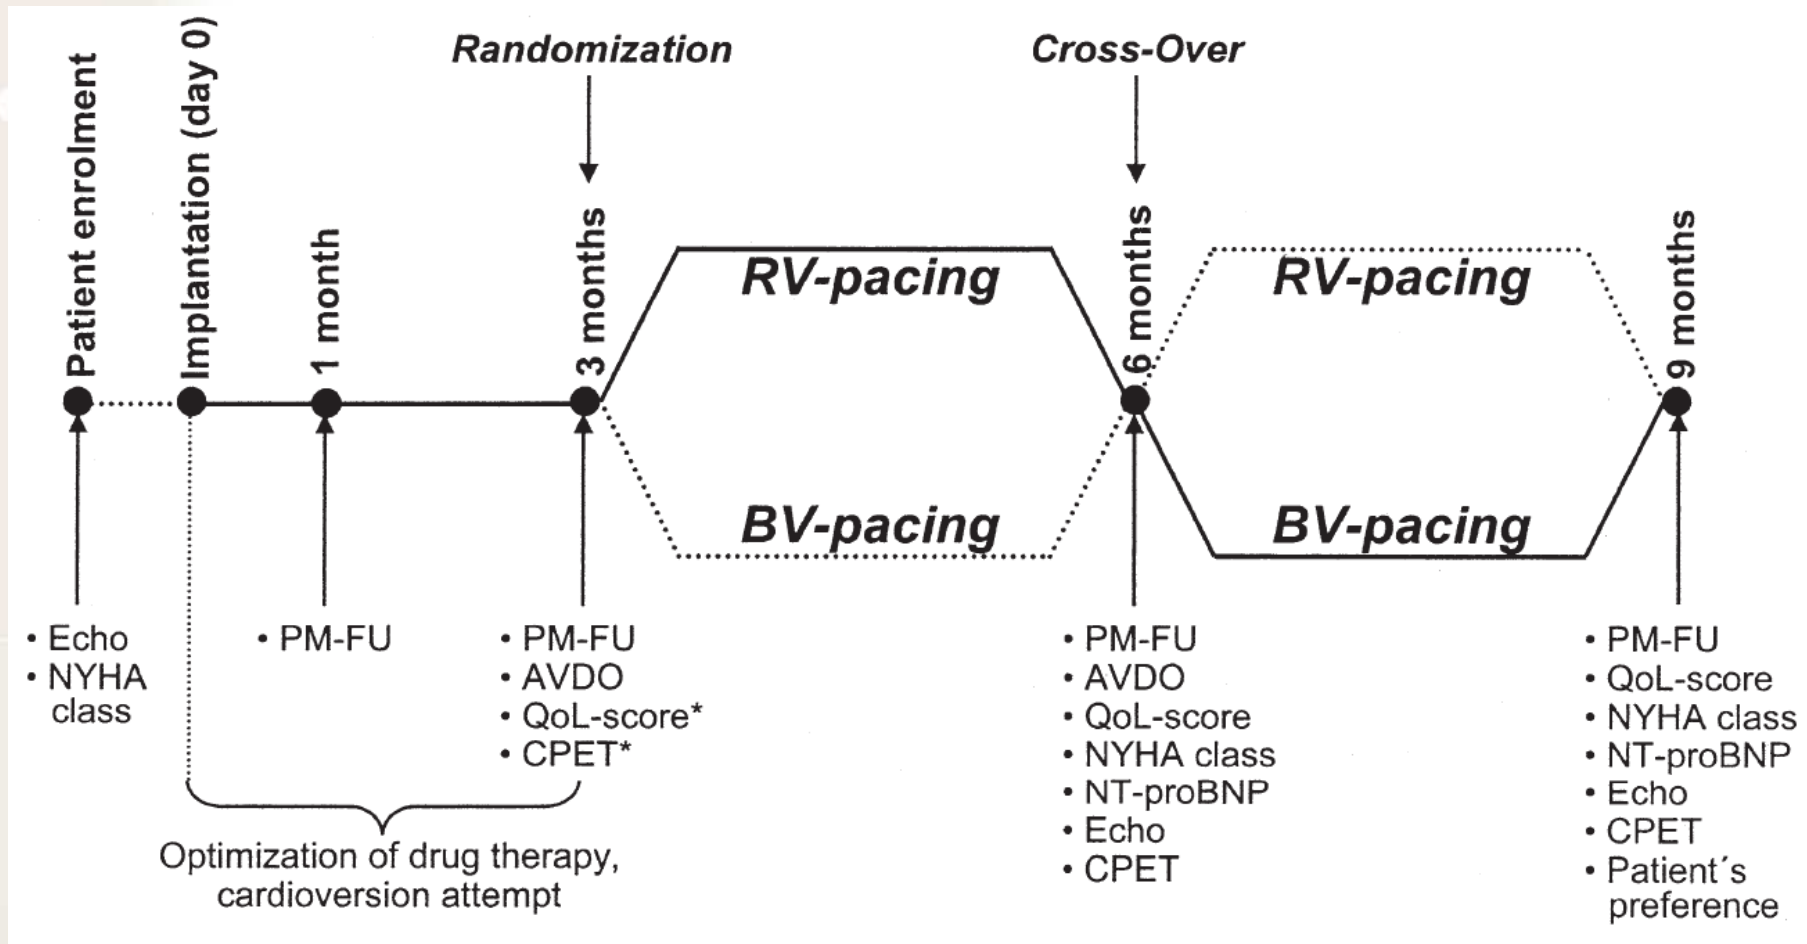 Randomization
Cross-Over
Patient enrolment
Implantation (day 0)
1 month
3 months
6 months
9 months
RV-pacing
RV-pacing
BV-pacing
BV-pacing
• Echo
• NYHA
class
• PM-FU
• PM-FU
• AVDO
• QoL-score*
• CPET*
• PM-FU
• AVDO
• QoL-score
• NYHA class
• NT-proBNP
• Echo
• CPET
• PM-FU
• QoL-score
• NYHA class
• NT-proBNP
• Echo
• CPET
• Patient´s
preference
Optimization of drug therapy,
cardioversion attempt